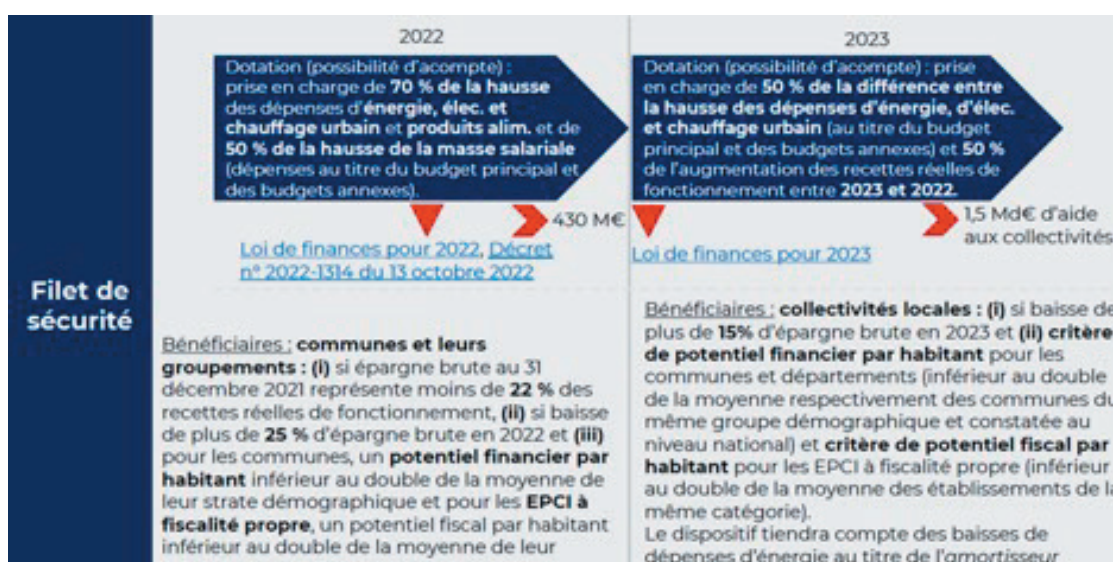 Filet de
sécurité
2022
Dotation (possibilité d'acompte) :
prise en charge de 70 % de la hausse
des dépenses d'énergie, élec. et
chauffage urbain et produits alim. et de
50 % de la hausse de la masse salariale
(dépenses au titre du budget principal et
des budgets annexes).
430 M€
Loi de finances pour 2022, Décret
n° 2022-1314 du 13 octobre 2022
Bénéficiaires : communes et leurs
groupements : (i) si épargne brute au 31
décembre 2021 représente moins de 22 % des
recettes réelles de fonctionnement, (ii) si baisse
de plus de 25 % d'épargne brute en 2022 et (iii)
pour les communes, un potentiel financier par
habitant inférieur au double de la moyenne de
leur strate démographique et pour les EPCI à
fiscalité propre, un potentiel fiscal par habitant
inférieur au double de la moyenne de leur
2023
Dotation (possibilité d'acompte) : prise
en charge de 50 % de la différence entre
la hausse des dépenses d'énergie, d'élec.
et chauffage urbain (au titre du budget
principal et des budgets annexes) et 50 %
de l'augmentation des recettes réelles de
fonctionnement entre 2023 et 2022.
1,5 Md€ d'aide
aux collectivités
Loi de finances pour 2023
Bénéficiaires : collectivités locales : (i) si baisse de
plus de 15% d'épargne brute en 2023 et (ii) critère
de potentiel financier par habitant pour les
communes et départements (inférieur au double
de la moyenne respectivement des communes du
même groupe démographique et constatée au
niveau national) et critère de potentiel fiscal par
habitant pour les EPCI à fiscalité propre (inférieur
au double de la moyenne des établissements de la
même catégorie).
Le dispositif tiendra compte des baisses de
dépenses d'énergie au titre de l'amortisseur